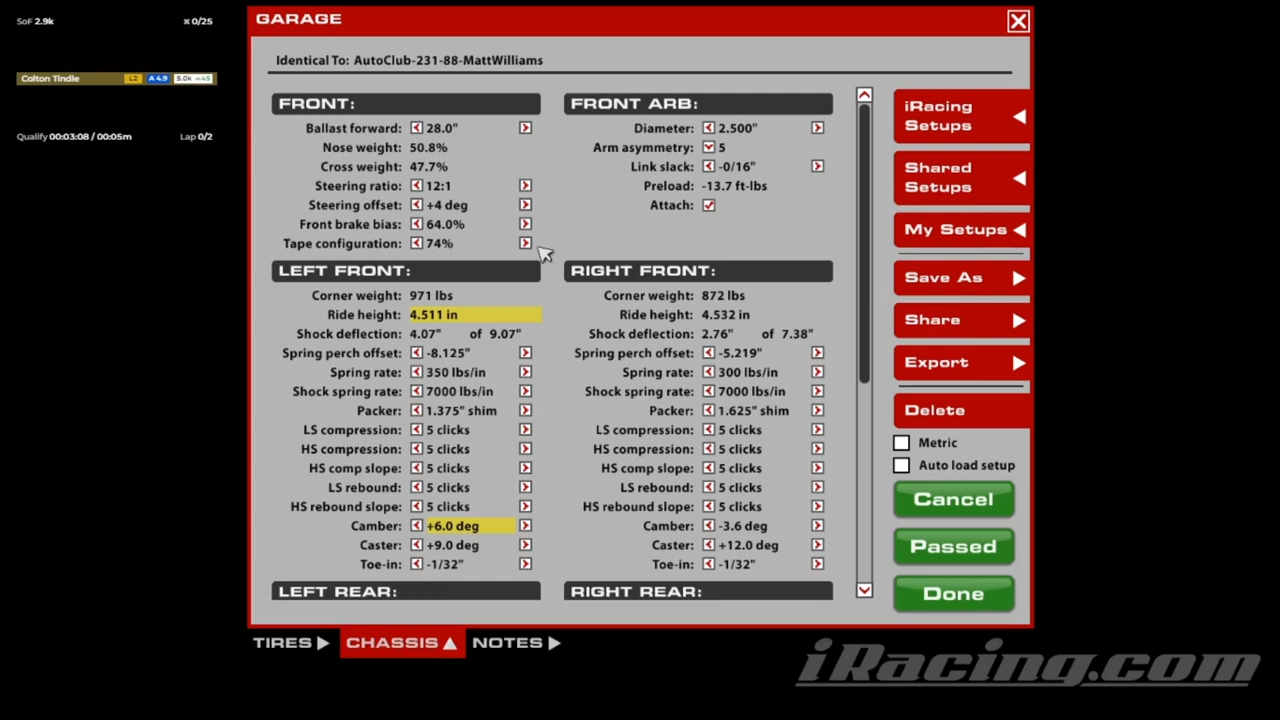 SoF 2.9k
0/25
Colton Tindle L2 A 4.9 5.0k 45
Qualify 00:03:08 / 00:05m Lap 0/2
GARAGE
Identical To: AutoClub-231-88-MattWilliams
FRONT:
Ballast forward: 28.0"
Nose weight: 50.8%
Cross weight: 47.7%
Steering ratio: 12:1
Steering offset: +4 deg
Front brake bias: 64.0%
Tape configuration: 74%
FRONT ARB:
Diameter: 2.500"
Arm asymmetry: 5
Link slack: -0/16"
Preload: -13.7 ft-lbs
Attach:
LEFT FRONT:
Corner weight: 971 lbs
Ride height: 4.511 in
Shock deflection: 4.07" of 9.07"
Spring perch offset: -8.125"
Spring rate: 350 lbs/in
Shock spring rate: 7000 lbs/in
Packer: 1.375" shim
LS compression: 5 clicks
HS compression: 5 clicks
HS comp slope: 5 clicks
LS rebound: 5 clicks
HS rebound slope: 5 clicks
Camber: +6.0 deg
Caster: +9.0 deg
Toe-in: -1/32"
RIGHT FRONT:
Corner weight: 872 lbs
Ride height: 4.532 in
Shock deflection: 2.76" of 7.38"
Spring perch offset: -5.219"
Spring rate: 300 lbs/in
Shock spring rate: 7000 lbs/in
Packer: 1.625" shim
LS compression: 5 clicks
HS compression: 5 clicks
HS comp slope: 5 clicks
LS rebound: 5 clicks
HS rebound slope: 5 clicks
Camber: -3.6 deg
Caster: +12.0 deg
Toe-in: -1/32"
LEFT REAR:
RIGHT REAR:
iRacing
Setups
Shared
Setups
My Setups
Save As
Share
Export
Delete
Metric
Auto load setup
Cancel
Passed
Done
TIRES CHASSIS NOTES
iRacing.com